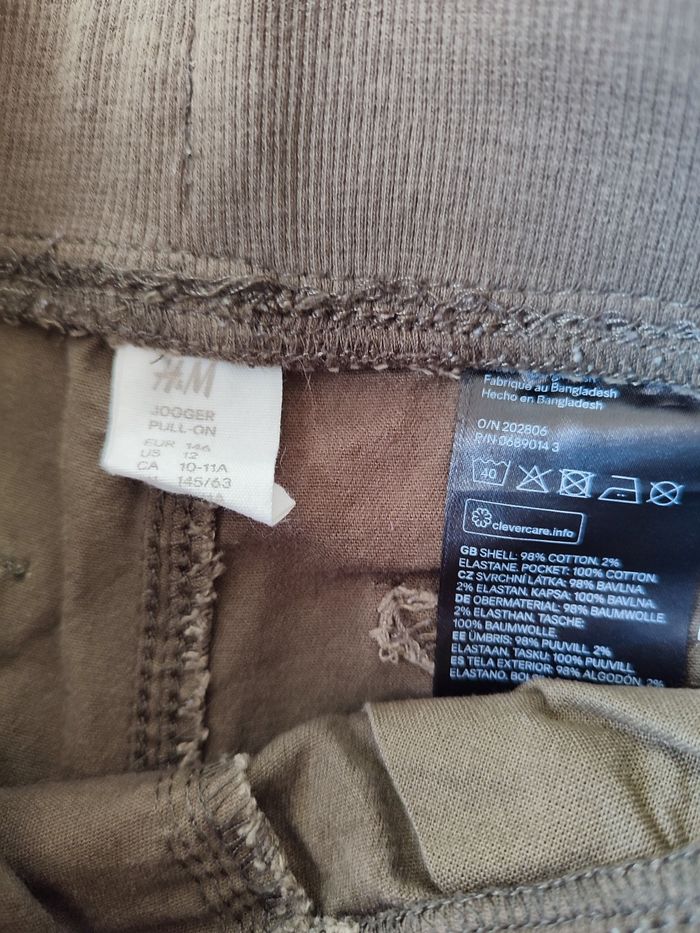 H&M
JOGGER
PULL-ON
EUR 146
US 12
CA 10-11A
145/63
Fabriqué au Bangladesh
Hecho en Bangladesh
O/N 202806
P/N 0689014 3
40
clevercare.info
GB SHELL: 98% COTTON. 2%
ELASTANE. POCKET: 100% COTTON.
CZ SVRCHNÍ LÁTKA: 98% BAVLNA.
2% ELASTAN. KAPSA: 100% BAVLNA.
DE OBERMATERIAL: 98% BAUMWOLLE.
2% ELASTHAN. TASCHE:
100% BAUMWOLLE.
EE ÜMBRIS: 98% PUUVILL. 2%
ELASTAAN. TASKU: 100% PUUVILL.
ES TELA EXTERIOR: 98% ALGODÓN. 2%
ELASTANO.